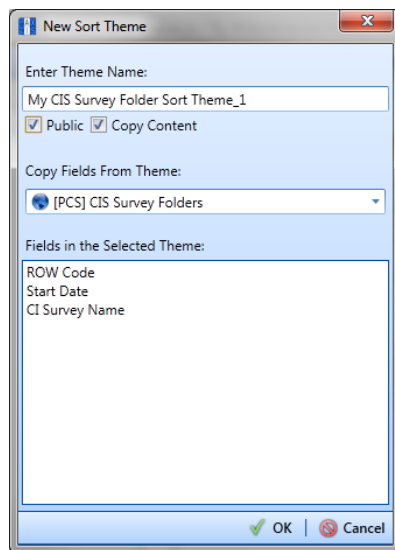 New Sort Theme
Enter Theme Name:
My CIS Survey Folder Sort Theme_1
Public Copy Content
Copy Fields From Theme:
[PCS] CIS Survey Folders
Fields in the Selected Theme:
ROW Code
Start Date
CI Survey Name
OK | Cancel